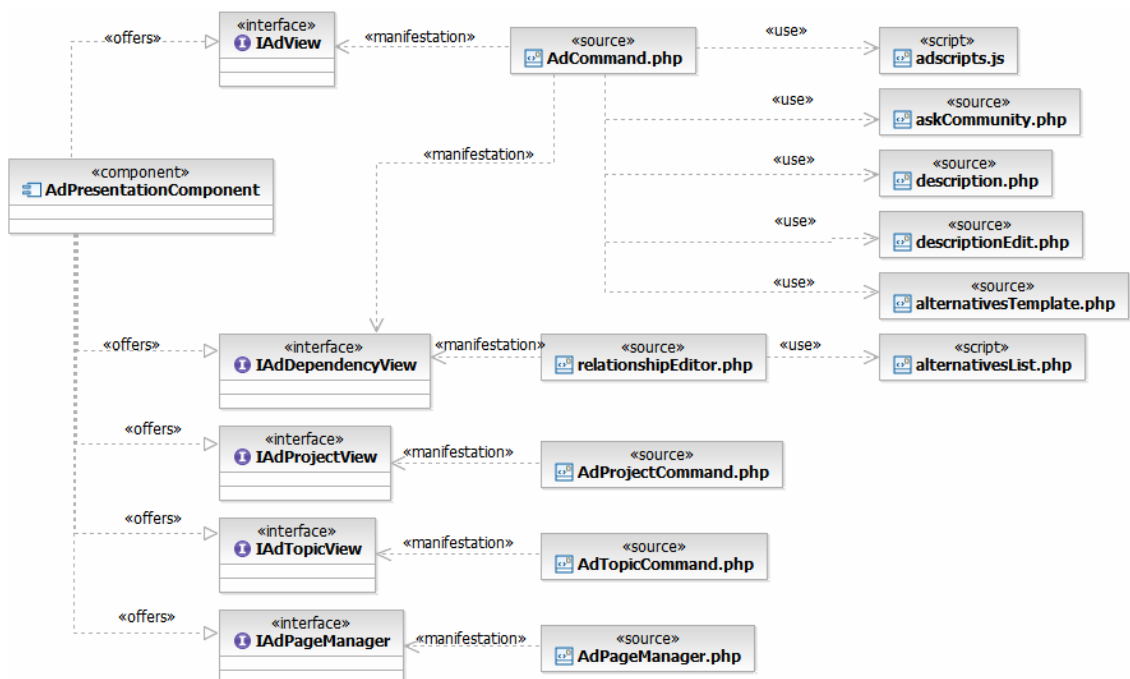 «interface»
IAdView
«offers»
«manifestation»
«source»
AdCommand.php
«use»
«script»
adscripts.js
«use»
«source»
askCommunity.php
«manifestation»
«use»
«source»
description.php
«component»
AdPresentationComponent
«use»
«source»
descriptionEdit.php
«use»
«source»
alternativesTemplate.php
«offers»
«interface»
IAdDependencyView
«manifestation»
«source»
relationshipEditor.php
«use»
«script»
alternativesList.php
«offers»
«interface»
IAdProjectView
«manifestation»
«source»
AdProjectCommand.php
«offers»
«interface»
IAdTopicView
«manifestation»
«source»
AdTopicCommand.php
«offers»
«interface»
IAdPageManager
«manifestation»
«source»
AdPageManager.php